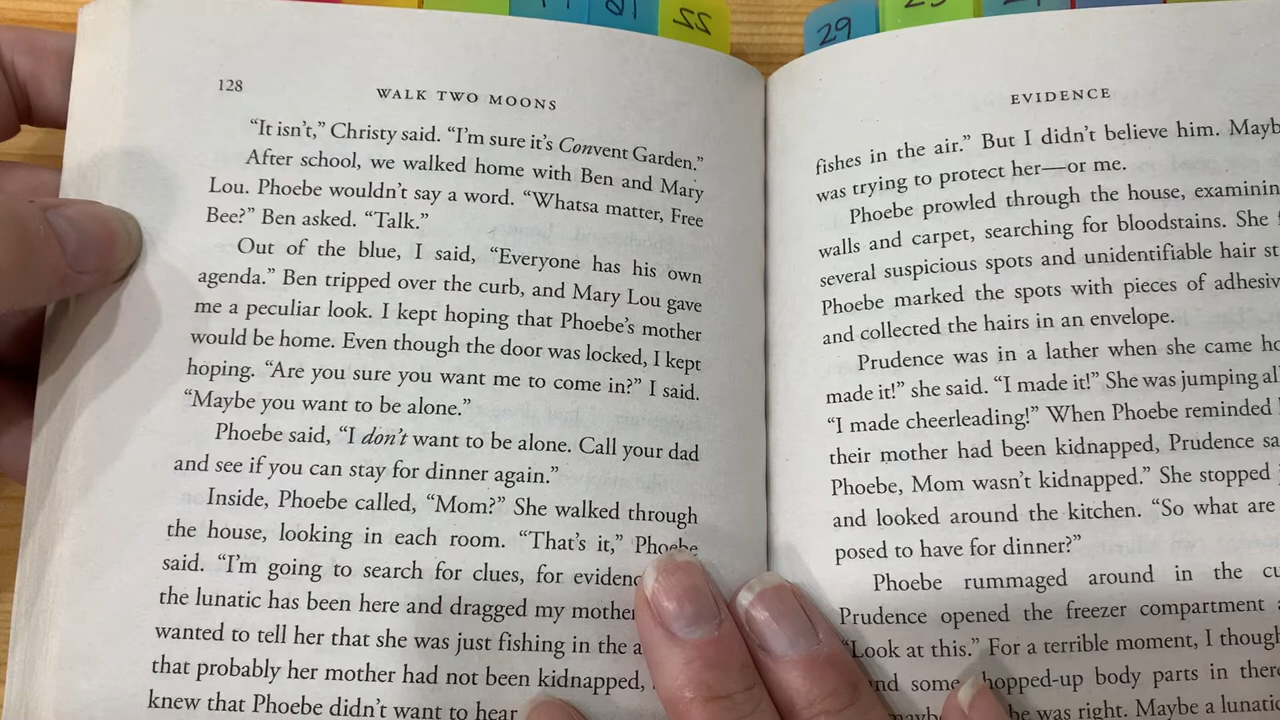 22
29
128
WALK TWO MOONS
"It isn't," Christy said. "I'm sure it's Convent Garden."
After school, we walked home with Ben and Mary
Lou. Phoebe wouldn't say a word. "Whatsa matter, Free
Bee?" Ben asked. "Talk."
Out of the blue, I said, "Everyone has his own
agenda." Ben tripped over the curb, and Mary Lou gave
me a peculiar look. I kept hoping that Phoebe's mother
would be home. Even though the door was locked, I kept
hoping. "Are you sure you want me to come in?" I said.
"Maybe you want to be alone."
Phoebe said, "I don't want to be alone. Call your dad
and see if you can stay for dinner again."
Inside, Phoebe called, "Mom?" She walked through
the house, looking in each room. "That's it," Phoebe
said. "I'm going to search for clues, for
the lunatic has been here and dragged my mother
wanted to tell her that she was just fishing in the
that probably her mother had not been kidnapped,
knew that Phoebe didn't want to hear
EVIDENCE
fishes in the air." But I didn't believe him.
was trying to protect her—or me.
Phoebe prowled through the house,
walls and carpet, searching for bloodstains. She
several suspicious spots and unidentifiable hair
Phoebe marked the spots with pieces of
and collected the hairs in an envelope.
Prudence was in a lather when she came
made it!" she said. "I made it!" She was jumping
"I made cheerleading!" When Phoebe reminded
their mother had been kidnapped, Prudence
Phoebe, Mom wasn't kidnapped." She stopped
and looked around the kitchen. "So what are
posed to have for dinner?"
Phoebe rummaged around in the
Prudence opened the freezer compartment
"Look at this." For a terrible moment, I
some body parts in
he was right. Maybe a